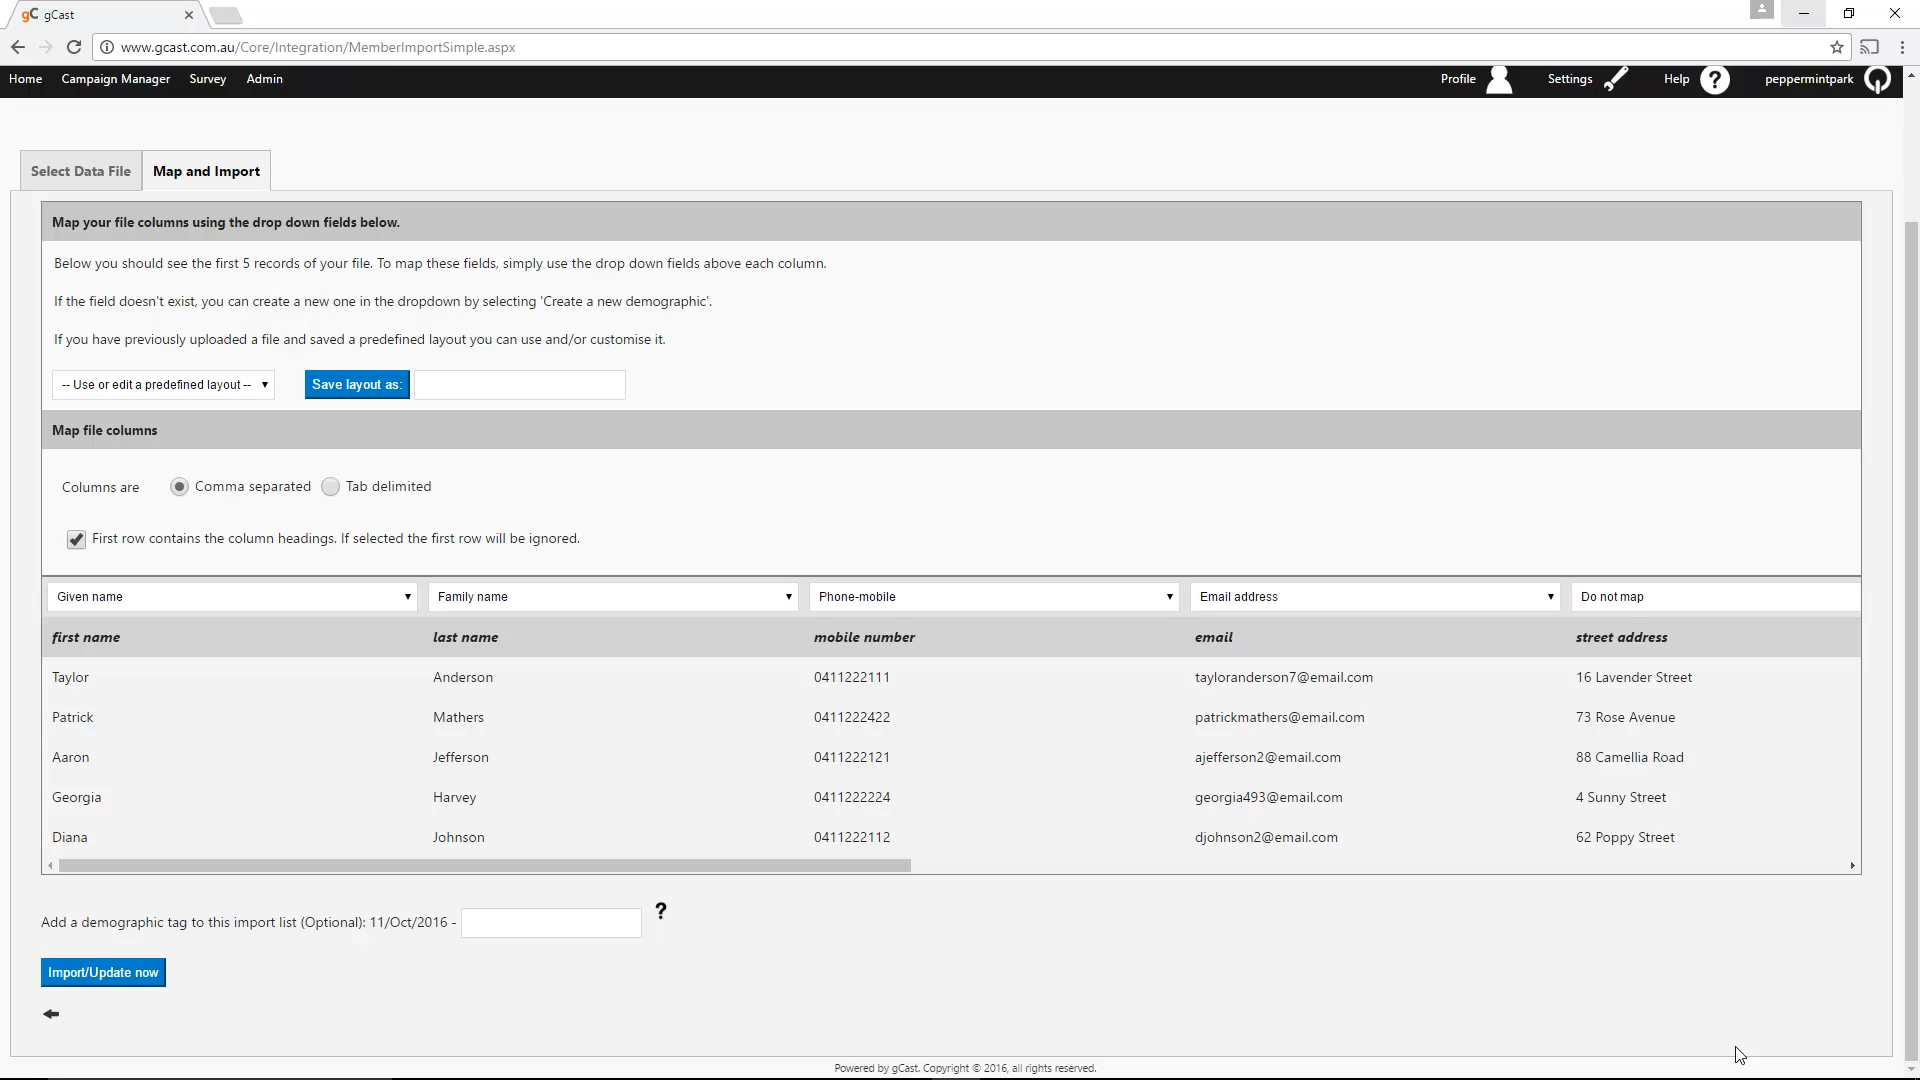 gC gCast
www.gcast.com.au/Core/Integration/MemberImportSimple.aspx
Home Campaign Manager Survey Admin Profile Settings Help ? peppermintpark
Select Data File Map and Import
Map your file columns using the drop down fields below.
Below you should see the first 5 records of your file. To map these fields, simply use the drop down fields above each column.
If the field doesn't exist, you can create a new one in the dropdown by selecting 'Create a new demographic'.
If you have previously uploaded a file and saved a predefined layout you can use and/or customise it.
-- Use or edit a predefined layout -- Save layout as:
Map file columns
Columns are Comma separated Tab delimited
First row contains the column headings. If selected the first row will be ignored.
Given name Family name Phone-mobile Email address Do not map
first name last name mobile number email street address
Taylor Anderson 0411222111 tayloranderson7@email.com 16 Lavender Street
Patrick Mathers 0411222422 patrickmathers@email.com 73 Rose Avenue
Aaron Jefferson 0411222121 ajefferson2@email.com 88 Camellia Road
Georgia Harvey 0411222224 georgia493@email.com 4 Sunny Street
Diana Johnson 0411222112 djohnson2@email.com 62 Poppy Street
Add a demographic tag to this import list (Optional): 11/Oct/2016 - ?
Import/Update now
Powered by gCast. Copyright © 2016, all rights reserved.